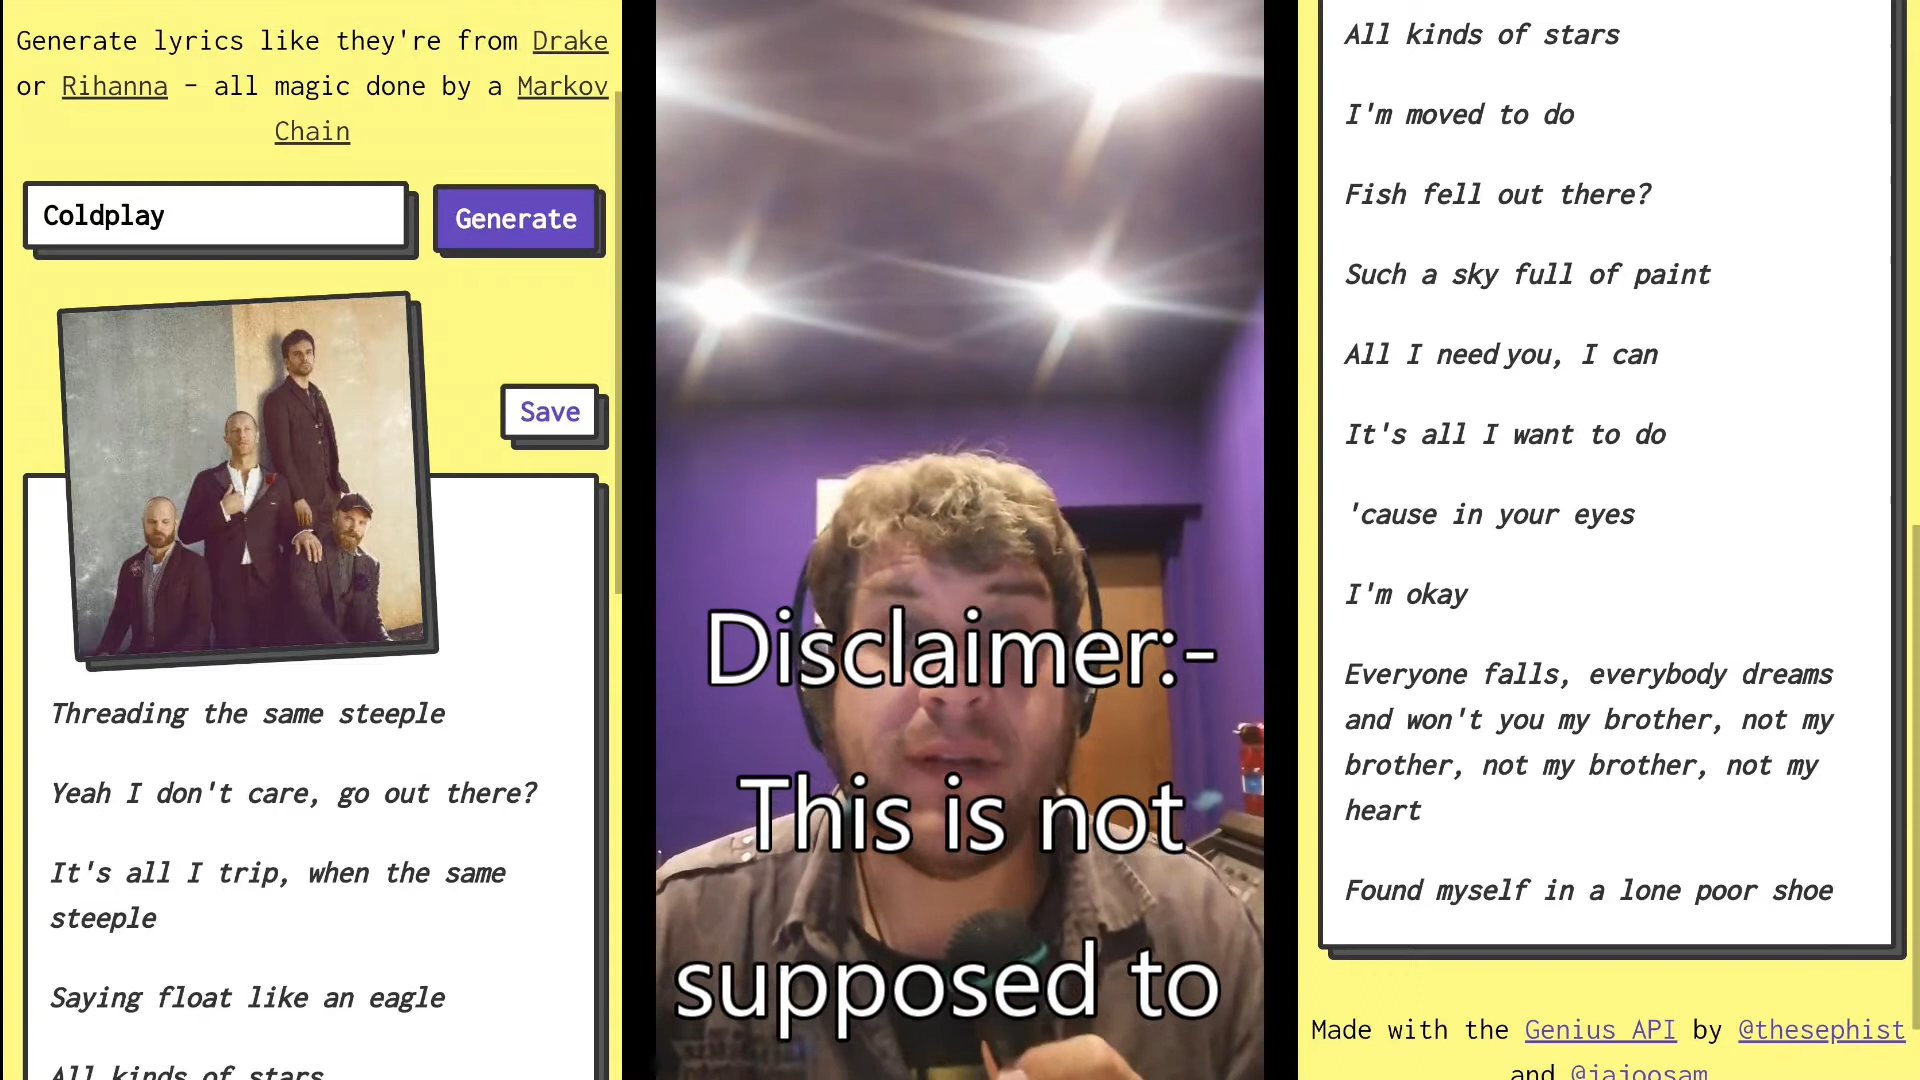 Generate lyrics like they're from Drake
or Rihanna – all magic done by a Markov
Chain
Coldplay
Generate
Save
Threading the same steeple
Yeah I don't care, go out there?
It's all I trip, when the same
steeple
Saying float like an eagle
All kinds of stars
Disclaimer:-
This is not
supposed to
All kinds of stars
I'm moved to do
Fish fell out there?
Such a sky full of paint
All I need you, I can
It's all I want to do
'cause in your eyes
I'm okay
Everyone falls, everybody dreams
and won't you my brother, not my
brother, not my brother, not my
heart
Found myself in a lone poor shoe
Made with the Genius API by @thesephist
and @jajoosam